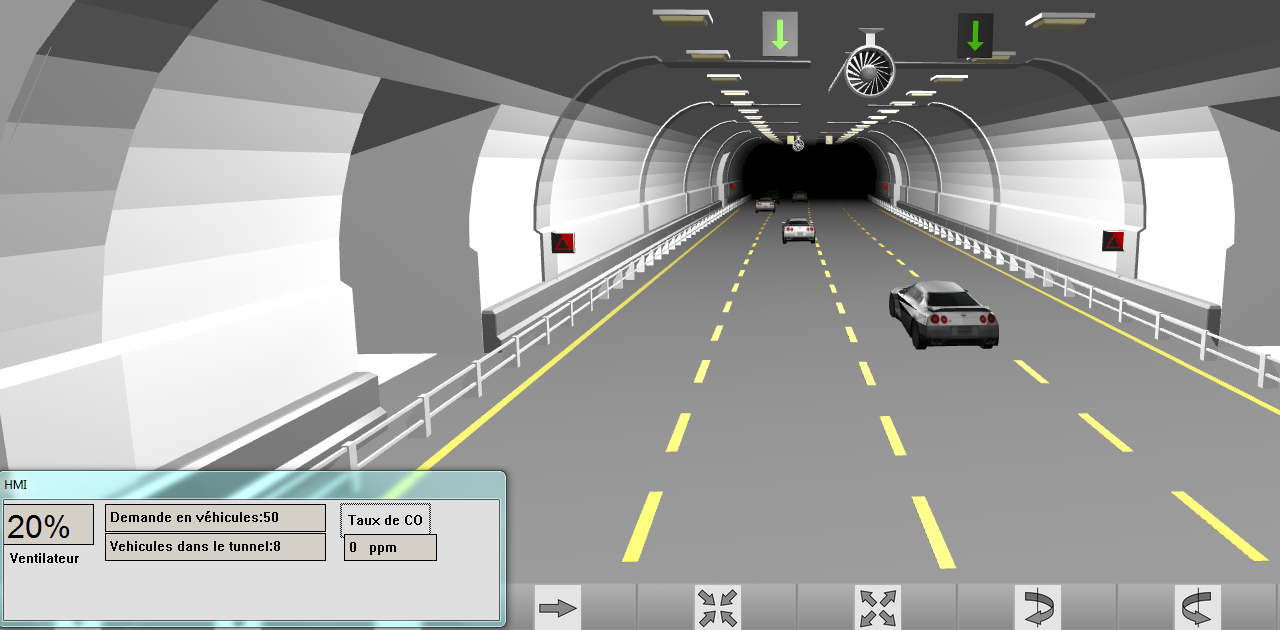 HMI
20%
Ventilateur
Demande en véhicules:50
Vehicules dans le tunnel:8
Taux de CO
0 ppm